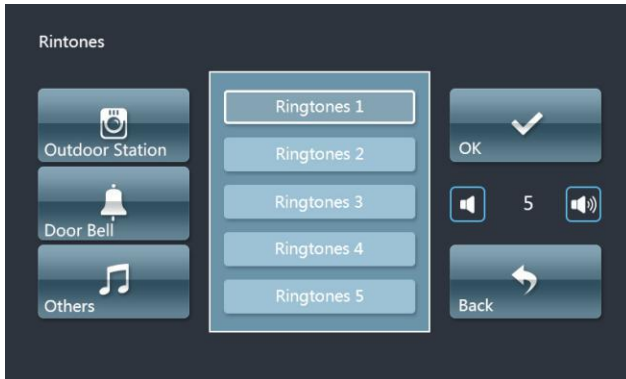 Rintones
Outdoor Station
Door Bell
Others
Ringtones 1
Ringtones 2
Ringtones 3
Ringtones 4
Ringtones 5
OK
5
Back